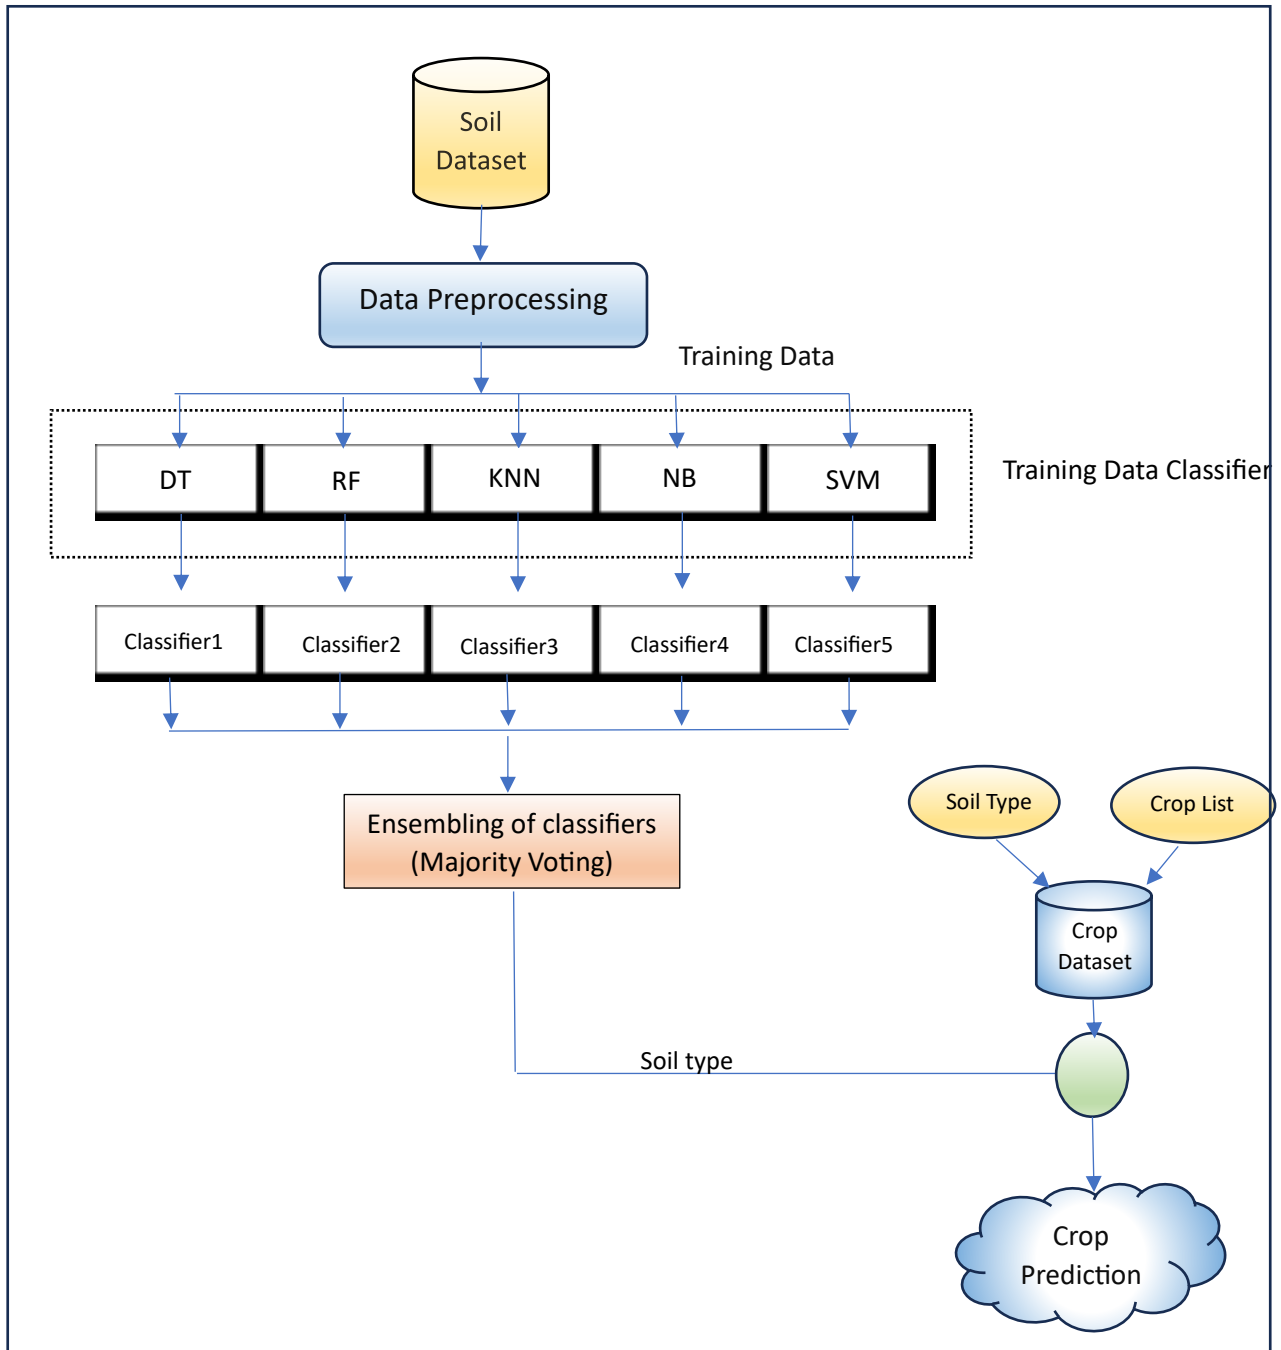 Soil
Dataset
Data Preprocessing
Training Data
DT RF KNN NB SVM
Training Data Classifier
Classifier1 Classifier2 Classifier3 Classifier4 Classifier5
Ensembling of classifiers
(Majority Voting)
Soil Type
Crop List
Crop
Dataset
Soil type
Crop
Prediction